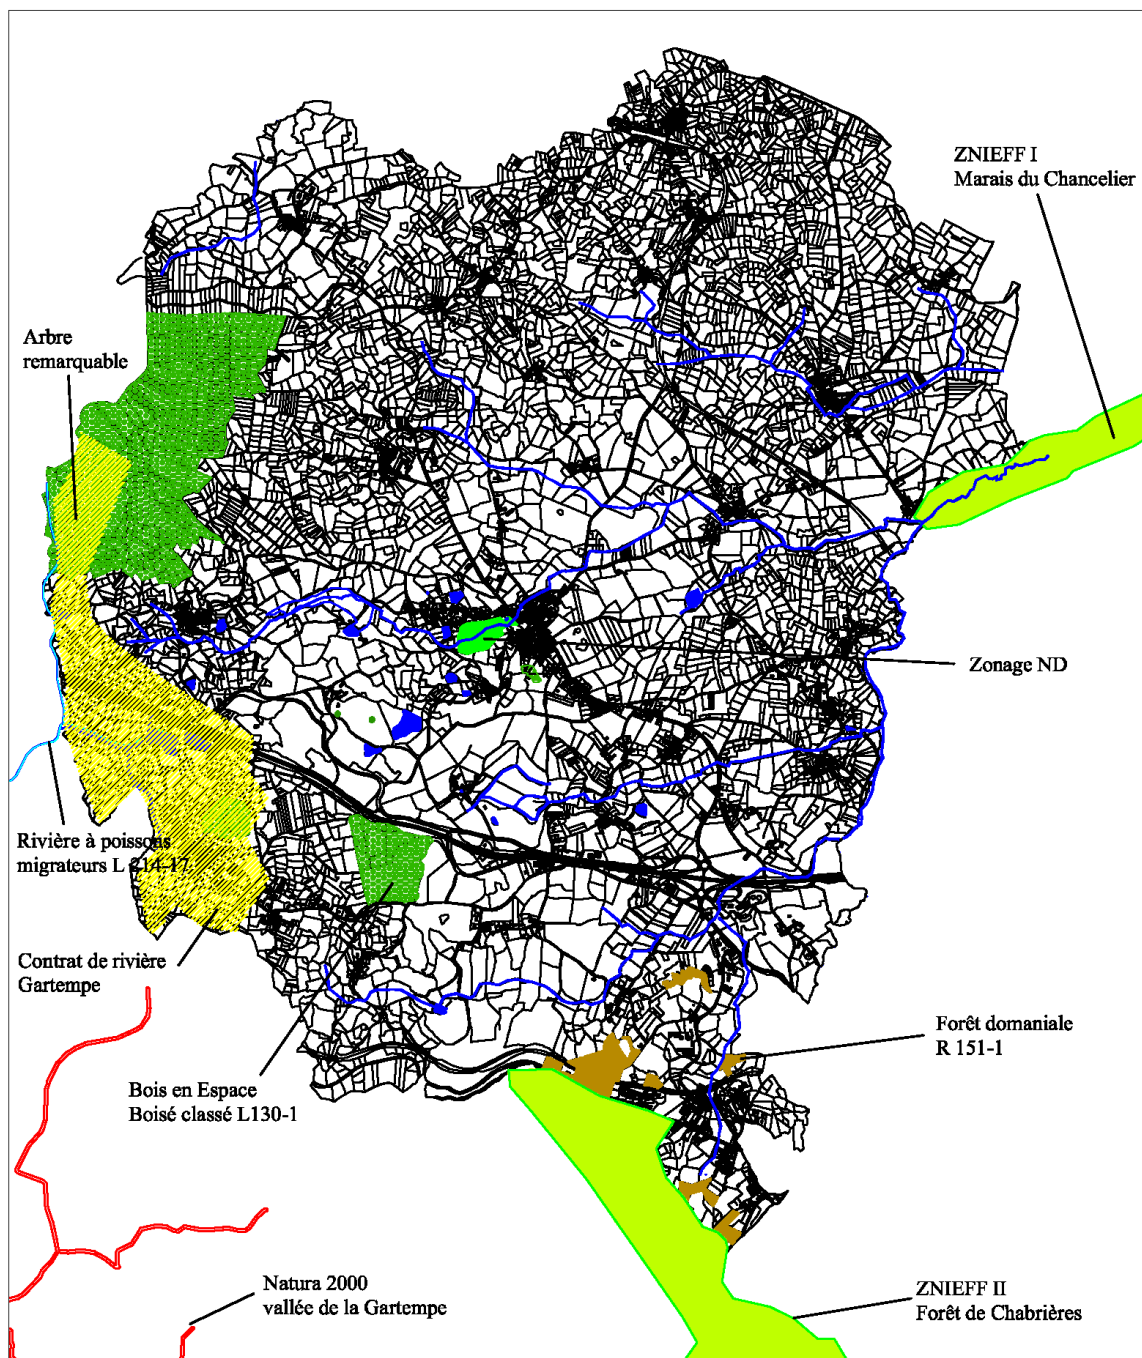 ZNIEFF I
Marais du Chancelier
Arbre
remarquable
Zonage ND
Rivière à poissons
migrateurs L 214-17
Contrat de rivière
Gartempe
Forêt domaniale
R 151-1
Bois en Espace
Boisé classé L130-1
Natura 2000
vallée de la Gartempe
ZNIEFF II
Forêt de Chabrières